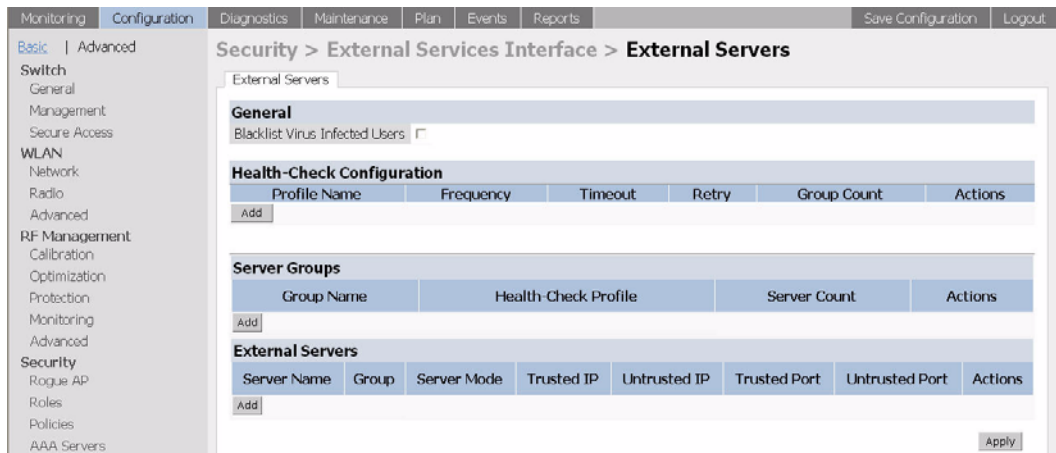 Monitoring Configuration Diagnostics Maintenance Plan Events Reports Save Configuration Logout
Basic | Advanced
Switch
General
Management
Secure Access
WLAN
Network
Radio
Advanced
RF Management
Calibration
Optimization
Protection
Monitoring
Advanced
Security
Rogue AP
Roles
Policies
AAA Servers
Security > External Services Interface > External Servers
External Servers
General
Blacklist Virus Infected Users
Health-Check Configuration
Profile Name Frequency Timeout Retry Group Count Actions
Add
Server Groups
Group Name Health-Check Profile Server Count Actions
Add
External Servers
Server Name Group Server Mode Trusted IP Untrusted IP Trusted Port Untrusted Port Actions
Add
Apply